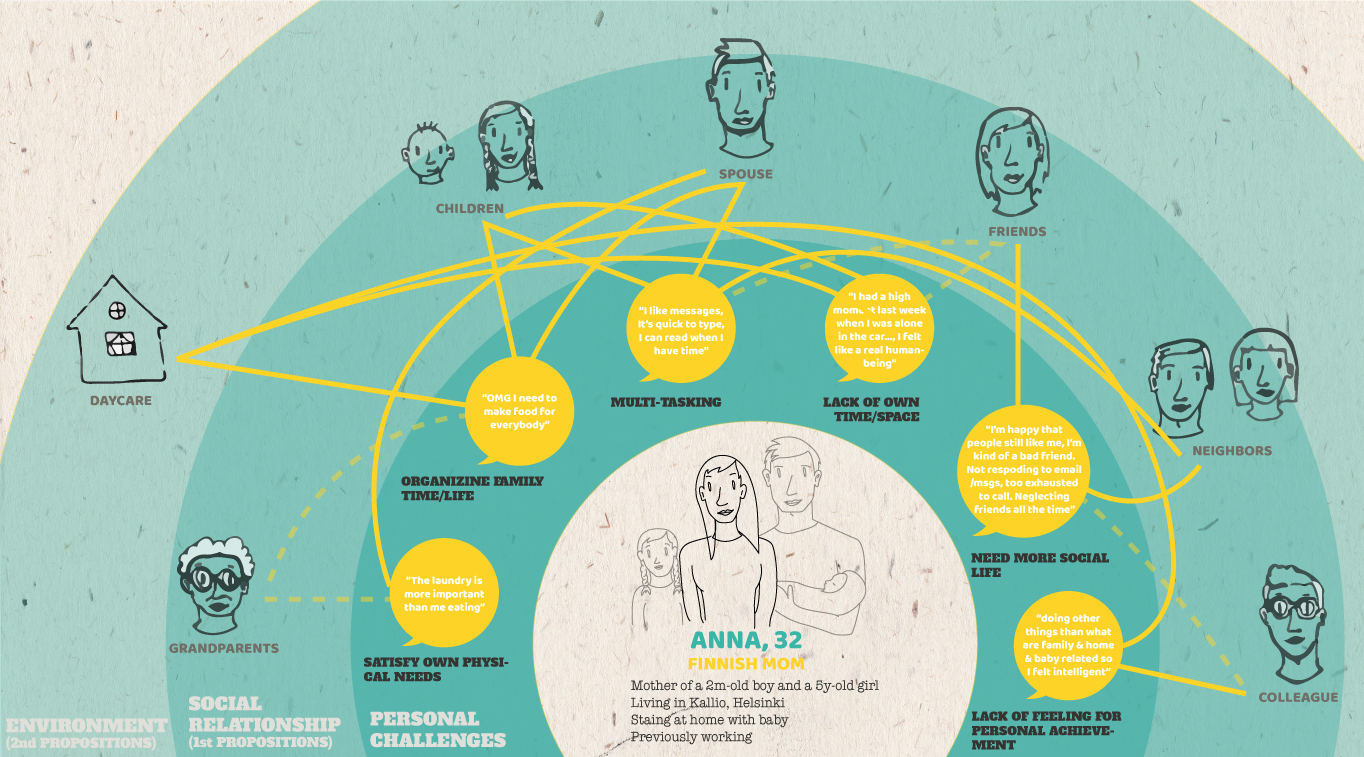 SPOUSE
CHILDREN
FRIENDS
DAYCARE
NEIGHBORS
GRANDPARENTS
COLLEAGUE
"I like messages,
It's quick to type,
I can read when I
have time"
MULTI-TASKING
"I had a high
moment last week
when I was alone
in the car..., I felt
like a real human-
being"
LACK OF OWN
TIME/SPACE
"OMG I need to
make food for
everybody"
ORGANIZINE FAMILY
TIME/LIFE
"I'm happy that
people still like me, I'm
kind of a bad friend.
Not respoding to email
/msgs, too exhausted
to call. Neglecting
friends all the time"
NEED MORE SOCIAL
LIFE
"The laundry is
more important
than me eating"
SATISFY OWN PHYSI-
CAL NEEDS
"doing other
things than what
are family & home
& baby related so
I felt intelligent"
LACK OF FEELING FOR
PERSONAL ACHIEVE-
MENT
ANNA, 32
FINNISH MOM
Mother of a 2m-old boy and a 5y-old girl
Living in Kallio, Helsinki
Staing at home with baby
Previously working
ENVIRONMENT
(2nd PROPOSITIONS)
SOCIAL
RELATIONSHIP
(1st PROPOSITIONS)
PERSONAL
CHALLENGES